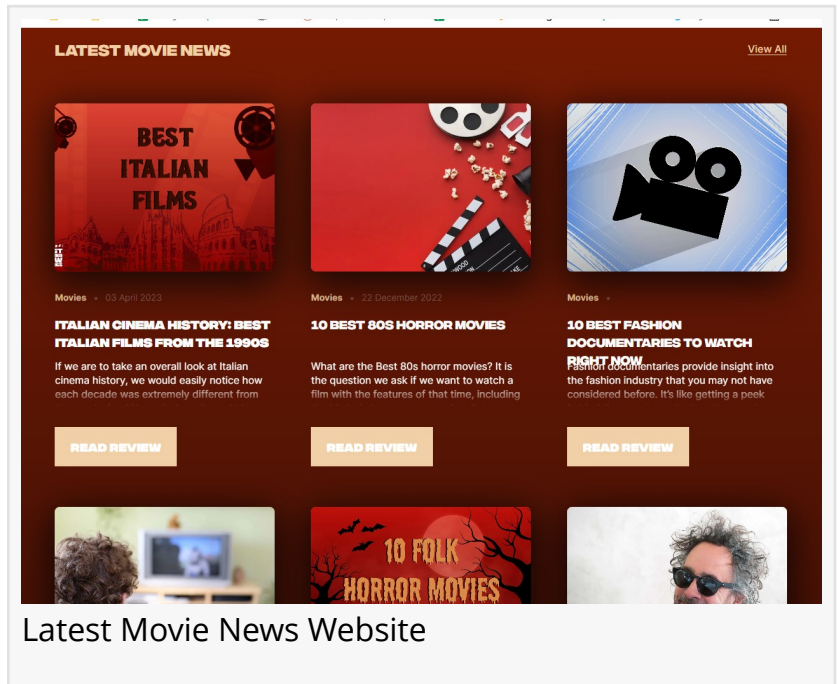 LATEST MOVIE NEWS
View All
BEST
ITALIAN
FILMS
Movies • 03 April 2023
ITALIAN CINEMA HISTORY: BEST
ITALIAN FILMS FROM THE 1990S
If we are to take an overall look at Italian
cinema history, we would easily notice how
each decade was extremely different from
READ REVIEW
Movies • 22 December 2022
10 BEST 80S HORROR MOVIES
What are the Best 80s horror movies? It is
the question we ask if we want to watch a
film with the features of that time, including
READ REVIEW
Movies •
10 BEST FASHION
DOCUMENTARIES TO WATCH
RIGHT NOW
Fashion documentaries provide insight into
the fashion industry that you may not have
considered before. It's like getting a peek
READ REVIEW
10 FOLK
HORROR MOVIES
Latest Movie News Website